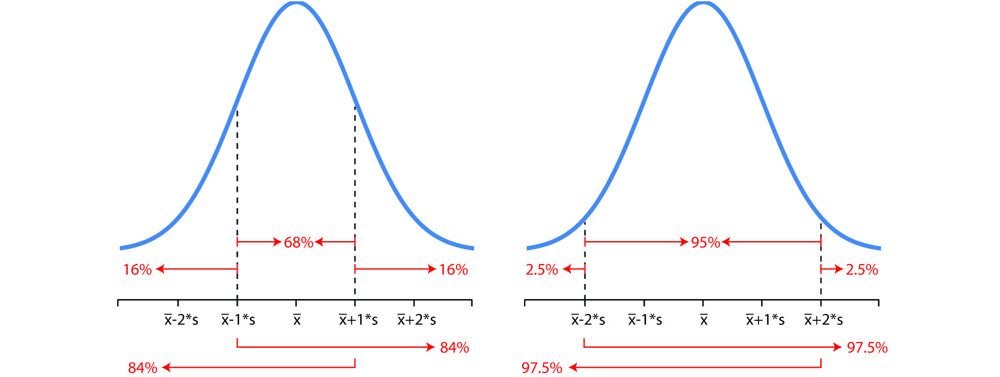 68% 95%
16% 16% 2.5% 2.5%
x̅-2*s x̅-1*s x̅ x̅+1*s x̅+2*s x̅-2*s x̅-1*s x̅ x̅+1*s x̅+2*s
84% 97.5%
84% 97.5%